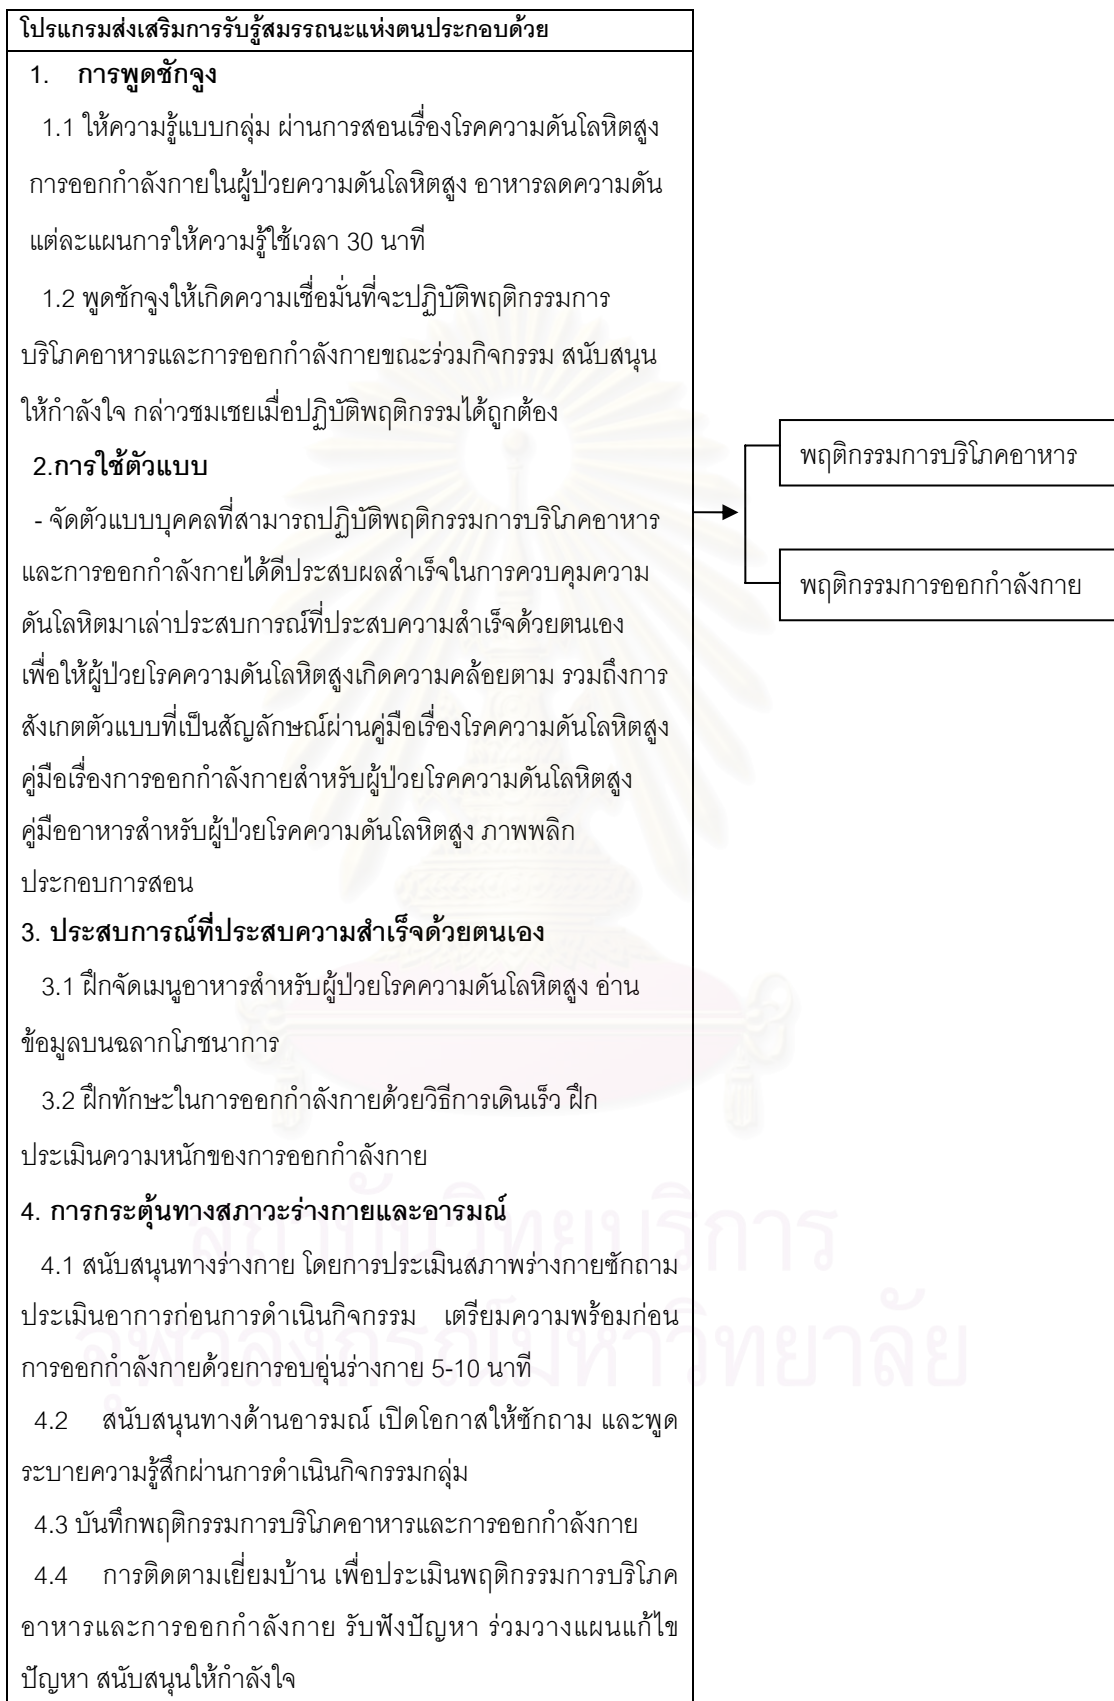 โปรแกรมส่งเสริมการรับรู้สมรรถนะแห่งตนประกอบด้วย
1. การพูดชักจูง
1.1 ให้ความรู้แบบกลุ่ม ผ่านการสอนเรื่องโรคความดันโลหิตสูง
การออกกำลังกายในผู้ป่วยความดันโลหิตสูง อาหารลดความดัน
แต่ละแผนการให้ความรู้ใช้เวลา 30 นาที
1.2 พูดชักจูงให้เกิดความเชื่อมั่นที่จะปฏิบัติพฤติกรรมการ
บริโภคอาหารและการออกกำลังกายขณะร่วมกิจกรรม สนับสนุน
ให้กำลังใจ กล่าวชมเชยเมื่อปฏิบัติพฤติกรรมได้ถูกต้อง
2.การใช้ตัวแบบ
- จัดตัวแบบบุคคลที่สามารถปฏิบัติพฤติกรรมการบริโภคอาหาร
และการออกกำลังกายได้ดีประสบผลสำเร็จในการควบคุมความ
ดันโลหิตมาเล่าประสบการณ์ที่ประสบความสำเร็จด้วยตนเอง
เพื่อให้ผู้ป่วยโรคความดันโลหิตสูงเกิดความคล้อยตาม รวมถึงการ
สังเกตตัวแบบที่เป็นสัญลักษณ์ผ่านคู่มือเรื่องโรคความดันโลหิตสูง
คู่มือเรื่องการออกกำลังกายสำหรับผู้ป่วยโรคความดันโลหิตสูง
คู่มืออาหารสำหรับผู้ป่วยโรคความดันโลหิตสูง ภาพพลิก
ประกอบการสอน
3. ประสบการณ์ที่ประสบความสำเร็จด้วยตนเอง
3.1 ฝึกจัดเมนูอาหารสำหรับผู้ป่วยโรคความดันโลหิตสูง อ่าน
ข้อมูลบนฉลากโภชนาการ
3.2 ฝึกทักษะในการออกกำลังกายด้วยวิธีการเดินเร็ว ฝึก
ประเมินความหนักของการออกกำลังกาย
4. การกระตุ้นทางสภาวะร่างกายและอารมณ์
4.1 สนับสนุนทางร่างกาย โดยการประเมินสภาพร่างกายซักถาม
ประเมินอาการก่อนการดำเนินกิจกรรม เตรียมความพร้อมก่อน
การออกกำลังกายด้วยการอบอุ่นร่างกาย 5-10 นาที
4.2 สนับสนุนทางด้านอารมณ์ เปิดโอกาสให้ซักถาม และพูด
ระบายความรู้สึกผ่านการดำเนินกิจกรรมกลุ่ม
4.3 บันทึกพฤติกรรมการบริโภคอาหารและการออกกำลังกาย
4.4 การติดตามเยี่ยมบ้าน เพื่อประเมินพฤติกรรมการบริโภค
อาหารและการออกกำลังกาย รับฟังปัญหา ร่วมวางแผนแก้ไข
ปัญหา สนับสนุนให้กำลังใจ
พฤติกรรมการบริโภคอาหาร
พฤติกรรมการออกกำลังกาย
สถาบันวิทยบริการ
จุฬาลงกรณ์มหาวิทยาลัย